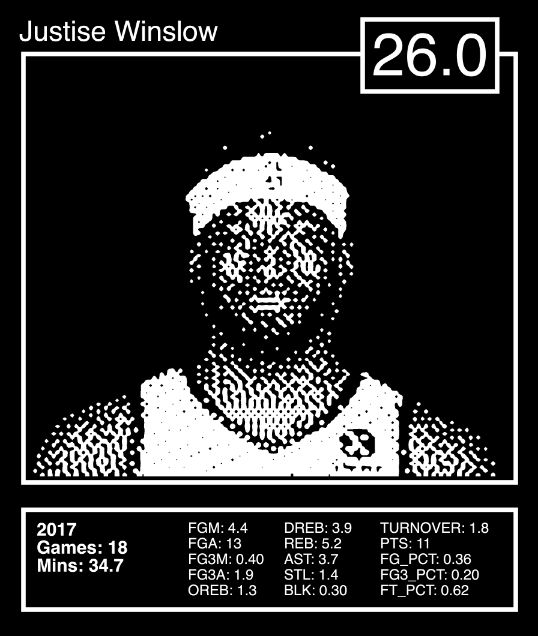 Justise Winslow
26.0
2017
Games: 18
Mins: 34.7
FGM: 4.4
FGA: 13
FG3M: 0.40
FG3A: 1.9
OREB: 1.3
DREB: 3.9
REB: 5.2
AST: 3.7
STL: 1.4
BLK: 0.30
TURNOVER: 1.8
PTS: 11
FG_PCT: 0.36
FG3_PCT: 0.20
FT_PCT: 0.62